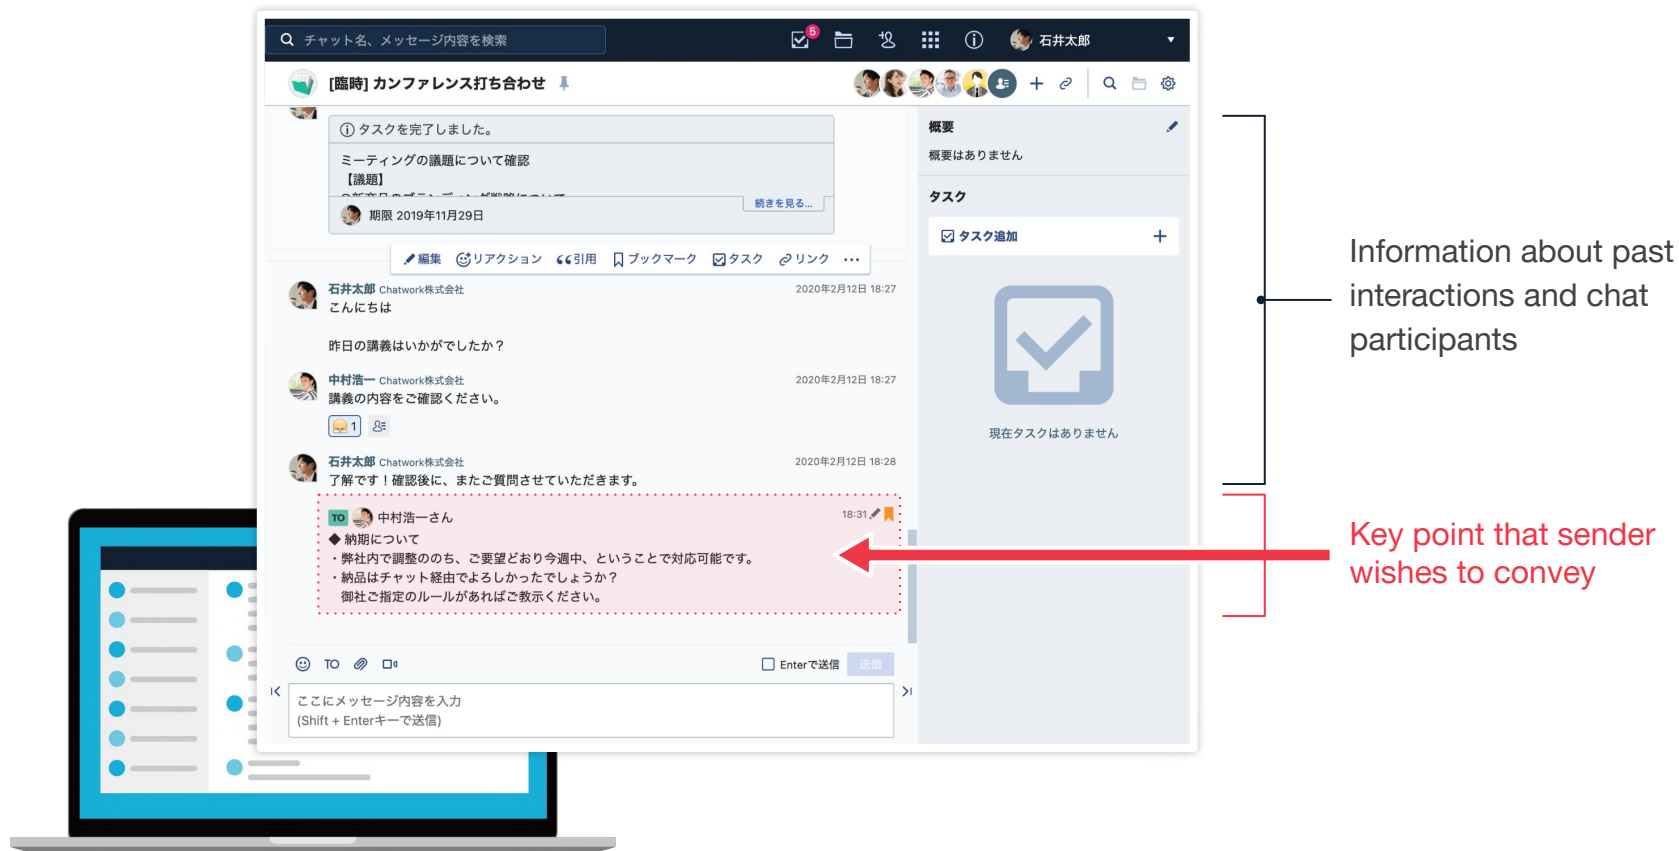 チャット名、メッセージ内容を検索
5
石井太郎
[臨時] カンファレンス打ち合わせ
タスクを完了しました。
ミーティングの議題について確認
【議題】
続きを見る...
期限 2019年11月29日
編集 リアクション 引用 ブックマーク タスク リンク
石井太郎 Chatwork株式会社 2020年2月12日 18:27
こんにちは
昨日の講義はいかがでしたか？
中村浩一 Chatwork株式会社 2020年2月12日 18:27
講義の内容をご確認ください。
1
石井太郎 Chatwork株式会社 2020年2月12日 18:28
了解です！確認後に、またご質問させていただきます。
TO 中村浩一さん 18:31
◆ 納期について
・弊社内で調整ののち、ご要望どおり今週中、ということで対応可能です。
・納品はチャット経由でよろしかったでしょうか？
御社ご指定のルールがあればご教示ください。
TO
Enterで送信 送信
ここにメッセージ内容を入力
(Shift + Enterキーで送信)
概要
概要はありません
タスク
タスク追加
現在タスクはありません
Information about past
interactions and chat
participants
Key point that sender
wishes to convey